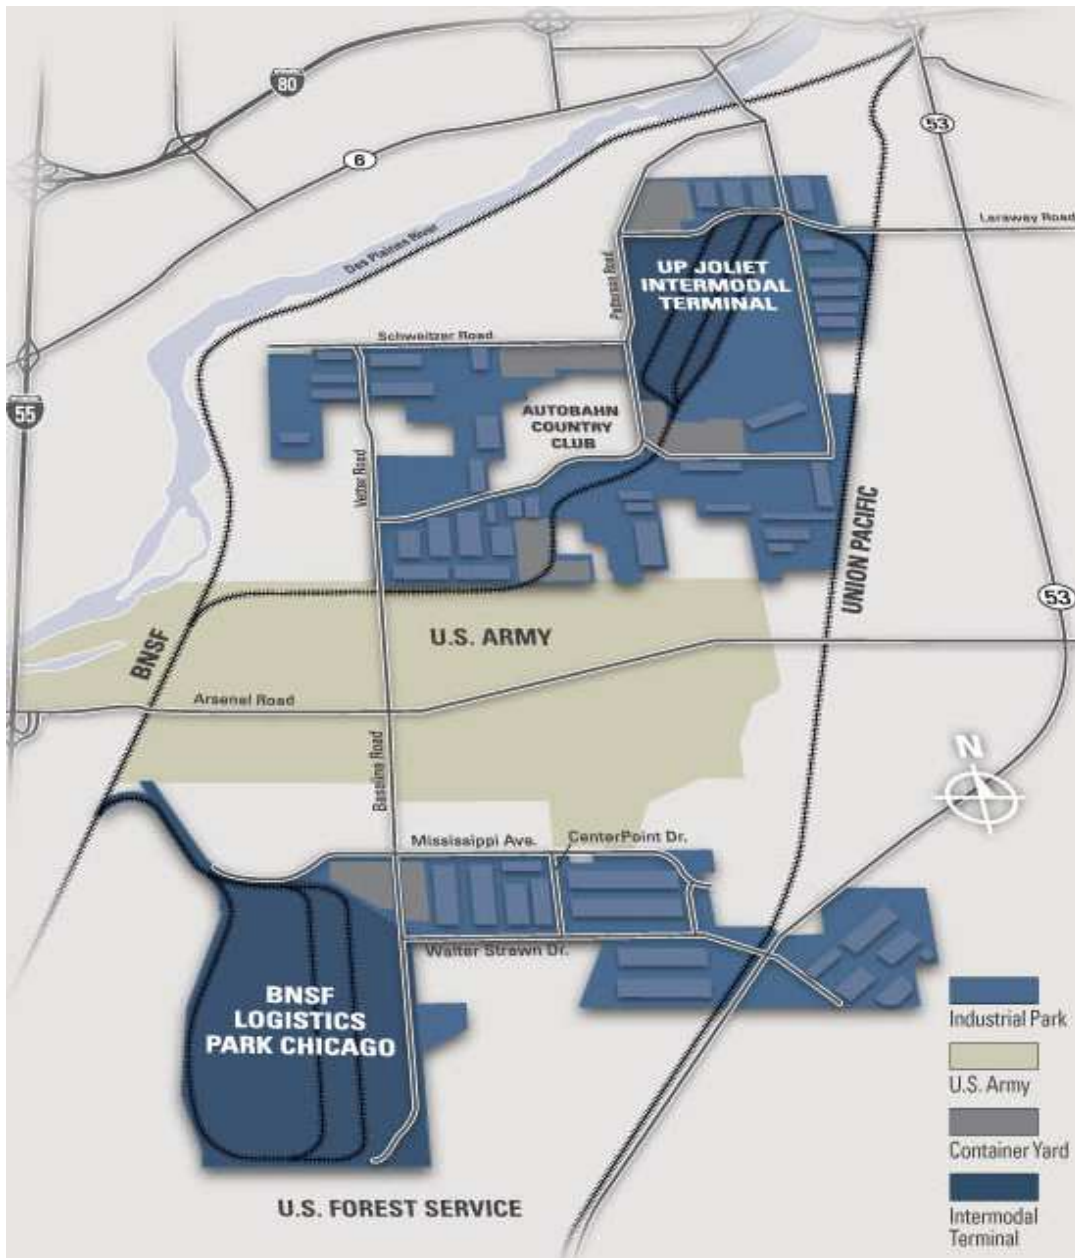 80
6
53
Laraway Road
Des Plaines River
UP JOLIET
INTERMODAL
TERMINAL
Patterson Road
Schweitzer Road
55
AUTOBAHN
COUNTRY
CLUB
Vetter Road
UNION PACIFIC
53
BNSF
U.S. ARMY
Arsenal Road
Baseline Road
N
Mississippi Ave.
CenterPoint Dr.
Walter Strawn Dr.
BNSF
LOGISTICS
PARK CHICAGO
Industrial Park
U.S. Army
Container Yard
Intermodal
Terminal
U.S. FOREST SERVICE